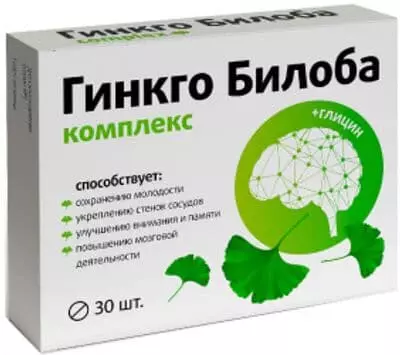 Гинкго Билоба
комплекс
+глицин
способствует:
сохранению молодости
укреплению стенок сосудов
улучшению внимания и памяти
повышению мозговой
деятельности
30 шт.